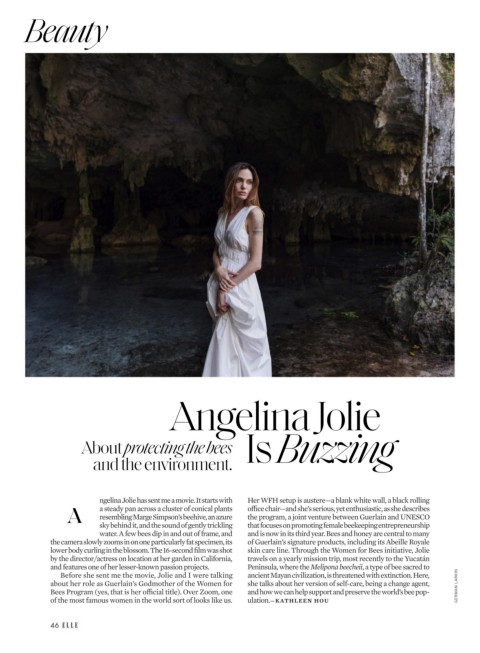 Beauty
Angelina Jolie
Is Buzzing
About protecting the bees
and the environment.
Angelina Jolie has sent me a movie. It starts with
a steady pan across a cluster of conical plants
resembling Marge Simpson's beehive, an azure
sky behind it, and the sound of gently trickling
water. A few bees dip in and out of frame, and
the camera slowly zooms in on one particularly fat specimen, its
lower body curling in the blossom. The 16-second film was shot
by the director/actress on location at her garden in California,
and features one of her lesser-known passion projects.
Before she sent me the movie, Jolie and I were talking
about her role as Guerlain's Godmother of the Women for
Bees Program (yes, that is her official title). Over Zoom, one
of the most famous women in the world sort of looks like us.
Her WFH setup is austere—a blank white wall, a black rolling
office chair—and she's serious, yet enthusiastic, as she describes
the program, a joint venture between Guerlain and UNESCO
that focuses on promoting female beekeeping entrepreneurship
and is now in its third year. Bees and honey are central to many
of Guerlain's signature products, including its Abeille Royale
skin care line. Through the Women for Bees initiative, Jolie
travels on a yearly mission trip, most recently to the Yucatán
Peninsula, where the Melipona beecheii, a type of bee sacred to
ancient Mayan civilization, is threatened with extinction. Here,
she talks about her version of self-care, being a change agent,
and how we can help support and preserve the world's bee pop-
ulation.—KATHLEEN HOU
GERMAN LARKIN
46 ELLE